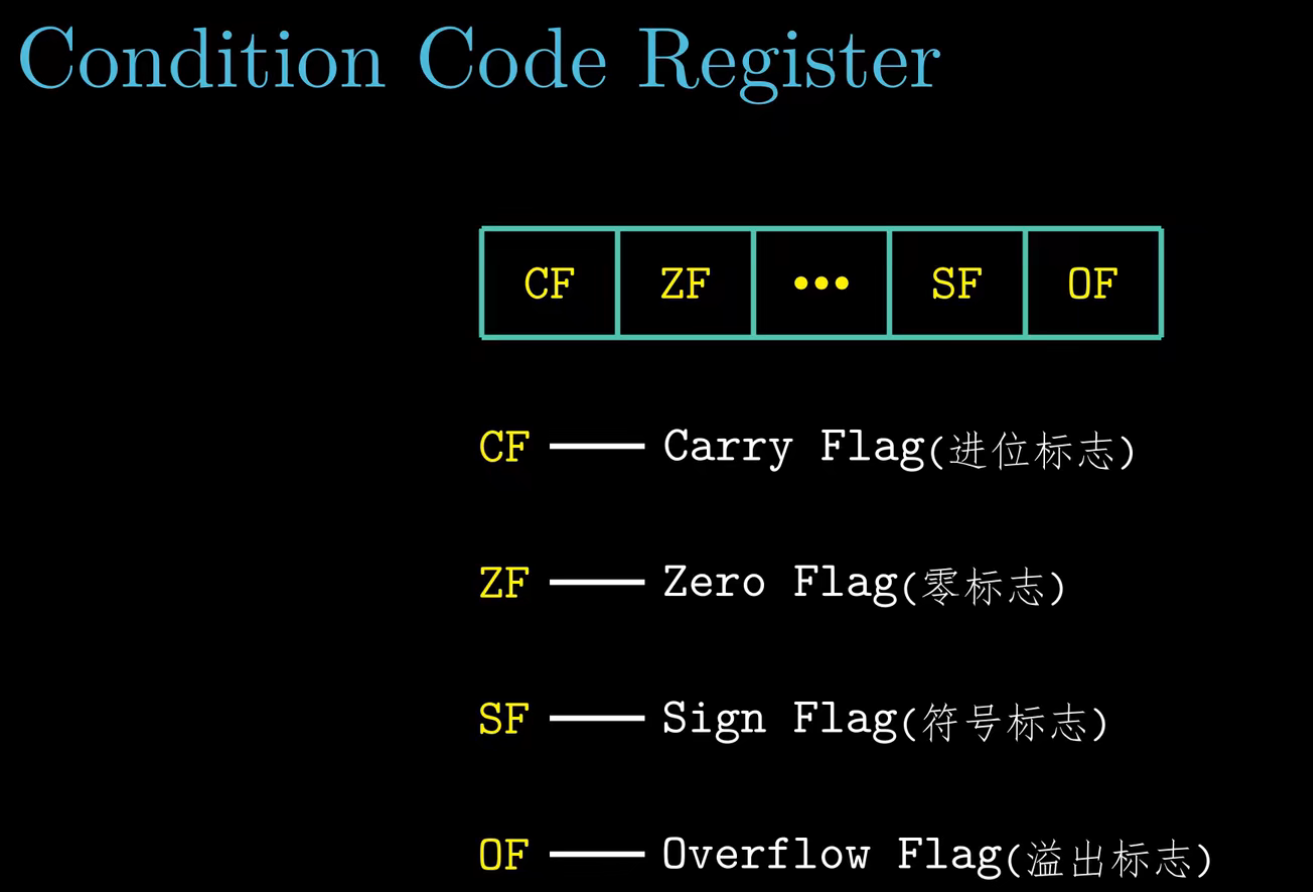 Condition Code Register
CF ZF ••• SF OF
CF —— Carry Flag(进位标志)
ZF —— Zero Flag(零标志)
SF —— Sign Flag(符号标志)
OF —— Overflow Flag(溢出标志)